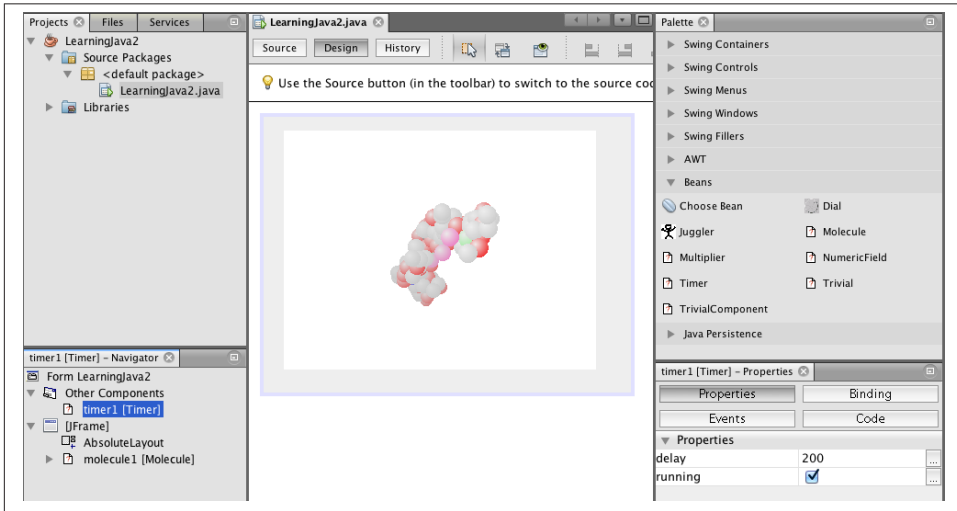 Projects
Files
Services
LearningJava2
Source Packages
<default package>
LearningJava2.java
Libraries
timer1 [Timer] – Navigator
Form LearningJava2
Other Components
timer1 [Timer]
[JFrame]
AbsoluteLayout
molecule1 [Molecule]
LearningJava2.java
Source
Design
History
Use the Source button (in the toolbar) to switch to the source cod
Palette
Swing Containers
Swing Controls
Swing Menus
Swing Windows
Swing Fillers
AWT
Beans
Choose Bean
Dial
Juggler
Molecule
Multiplier
NumericField
Timer
Trivial
TrivialComponent
Java Persistence
timer1 [Timer] – Properties
Properties
Binding
Events
Code
Properties
delay 200 ...
running ...